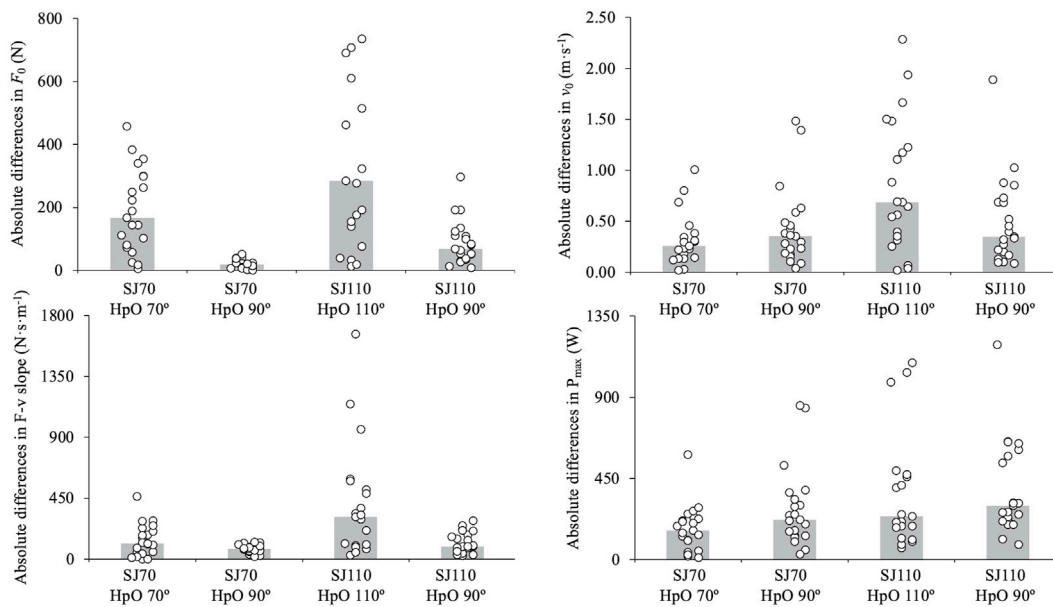 Absolute differences in F₀ (N)
800
600
400
200
0
SJ70 SJ70 SJ110 SJ110
HpO 70º HpO 90º HpO 110º HpO 90º
Absolute differences in v₀ (m·s⁻¹)
2.50
2.00
1.50
1.00
0.50
0.00
SJ70 SJ70 SJ110 SJ110
HpO 70º HpO 90º HpO 110º HpO 90º
Absolute differences in F-v slope (N·s·m⁻¹)
1800
1350
900
450
0
SJ70 SJ70 SJ110 SJ110
HpO 70º HpO 90º HpO 110º HpO 90º
Absolute differences in Pmax (W)
1350
900
450
0
SJ70 SJ70 SJ110 SJ110
HpO 70º HpO 90º HpO 110º HpO 90º